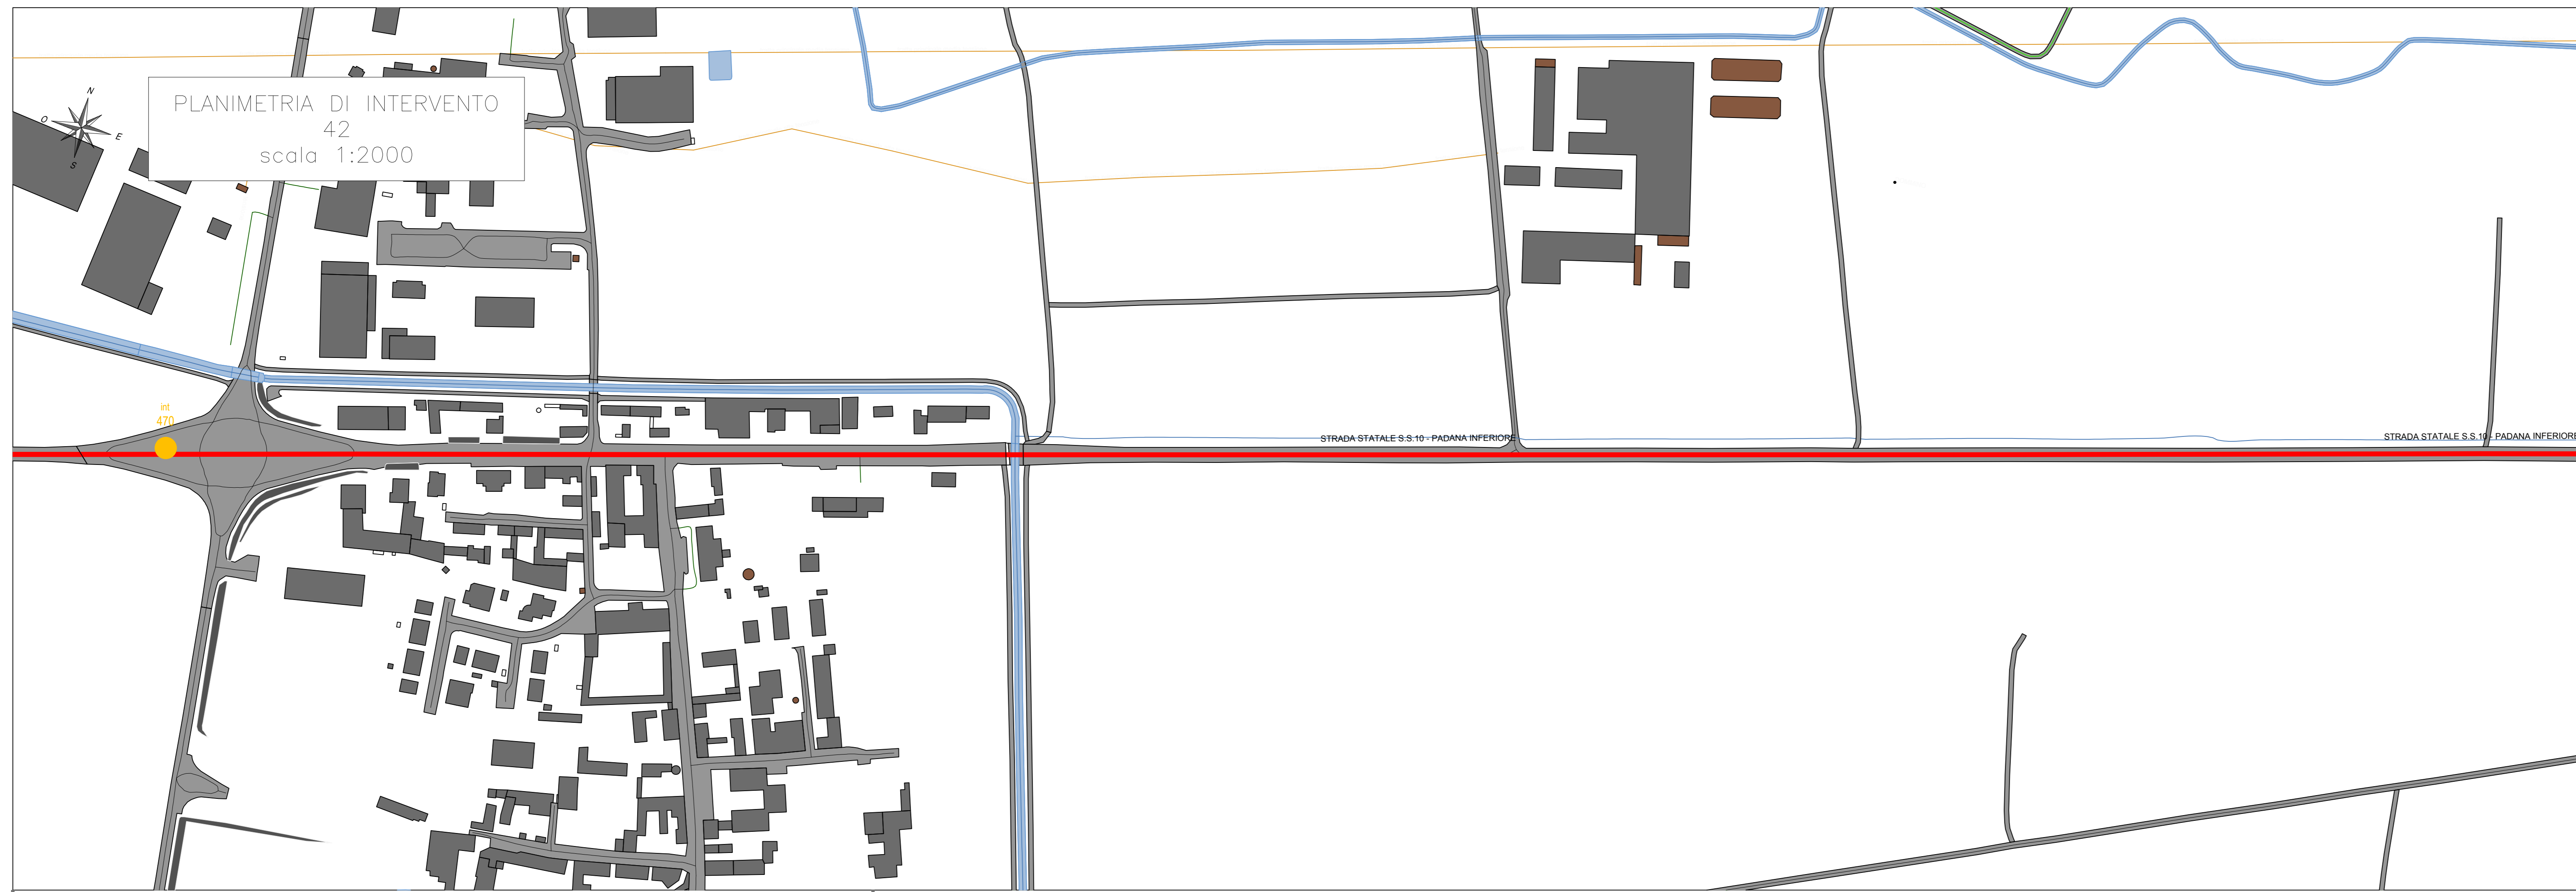 PLANIMETRIA DI INTERVENTO
42
scala 1:2000
N
O
E
S
int
470
STRADA STATALE S.S.10 - PADANA INFERIORE
STRADA STATALE S.S.10 - PADANA INFERIORE